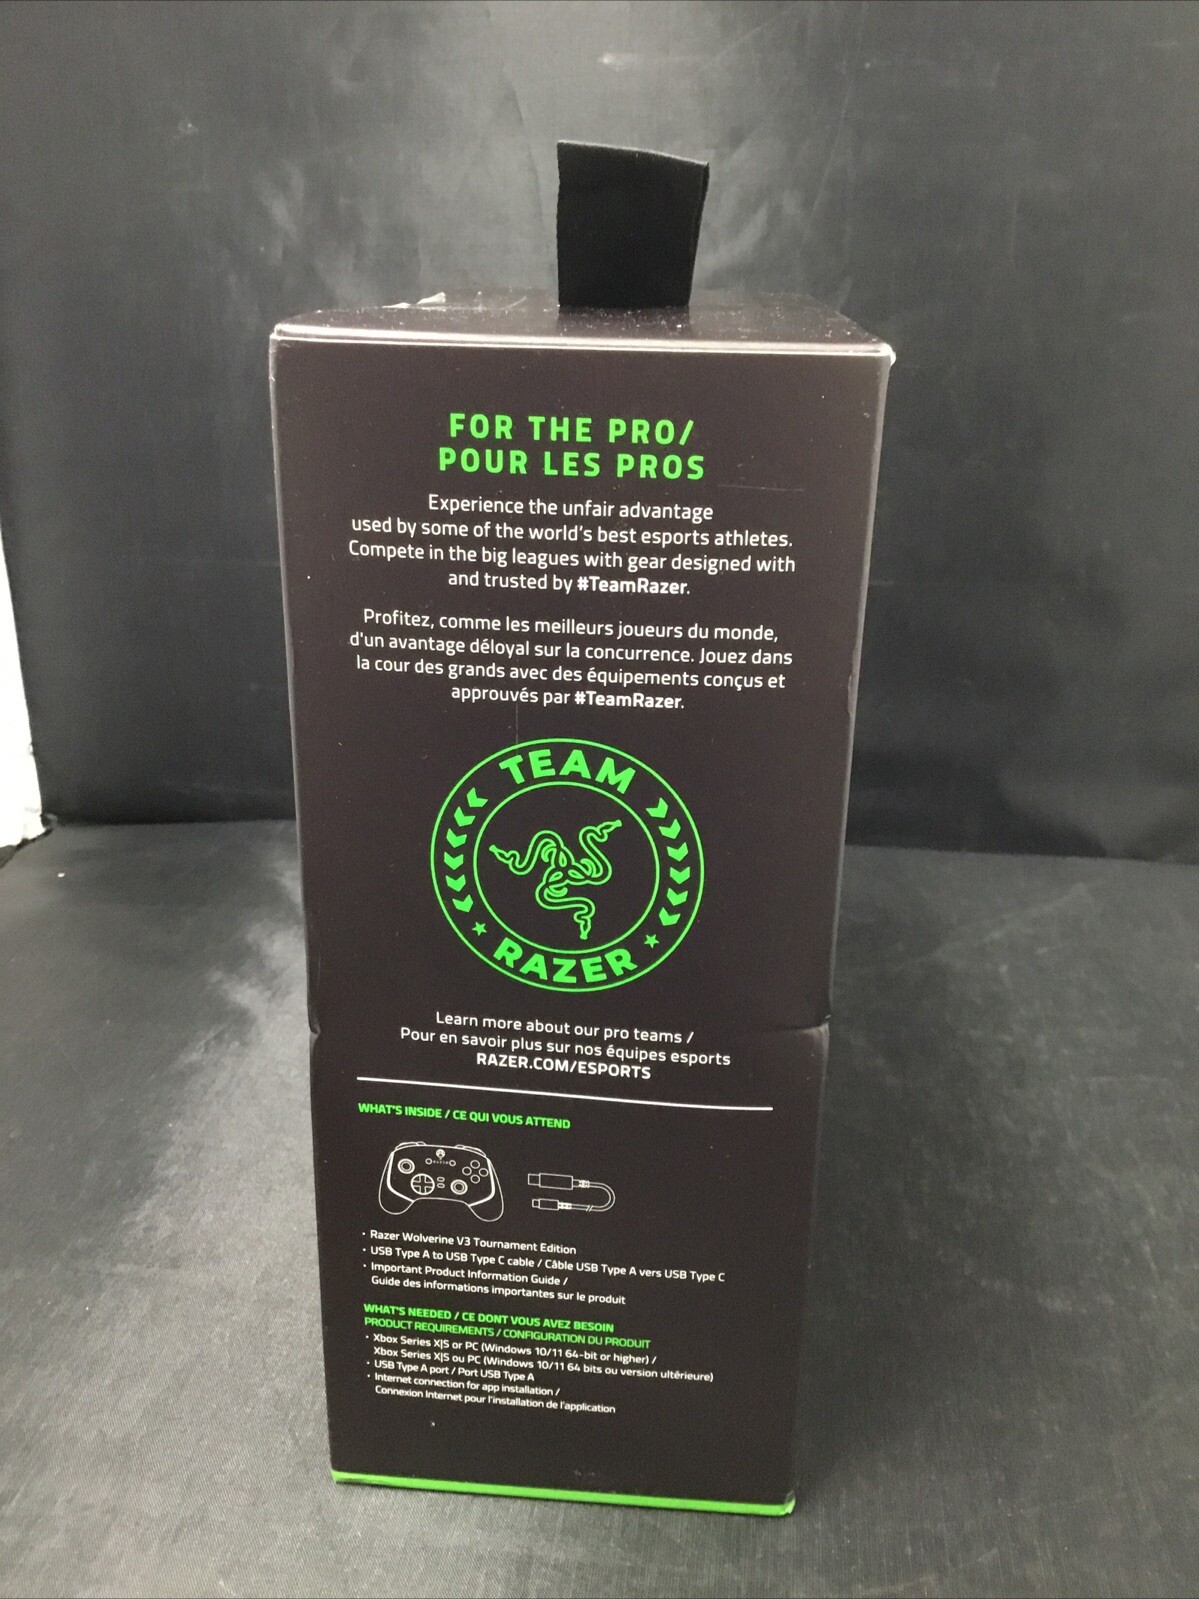 FOR THE PRO/
POUR LES PROS
Experience the unfair advantage
used by some of the world's best esports athletes.
Compete in the big leagues with gear designed with
and trusted by #TeamRazer.
Profitez, comme les meilleurs joueurs du monde,
d'un avantage déloyal sur la concurrence. Jouez dans
la cour des grands avec des équipements conçus et
approuvés par #TeamRazer.
TEAM
RAZER
Learn more about our pro teams /
Pour en savoir plus sur nos équipes esports
RAZER.COM/ESPORTS
WHAT'S INSIDE / CE QUI VOUS ATTEND
• Razer Wolverine V3 Tournament Edition
• USB Type A to USB Type C cable / Câble USB Type A vers USB Type C
• Important Product Information Guide /
Guide des informations importantes sur le produit
WHAT'S NEEDED / CE DONT VOUS AVEZ BESOIN
PRODUCT REQUIREMENTS / CONFIGURATION DU PRODUIT
• Xbox Series X|S or PC (Windows 10/11 64-bit or higher) /
Xbox Series X|S ou PC (Windows 10/11 64 bits ou version ultérieure)
• USB Type A port / Port USB Type A
• Internet connection for app installation /
Connexion Internet pour l'installation de l'application